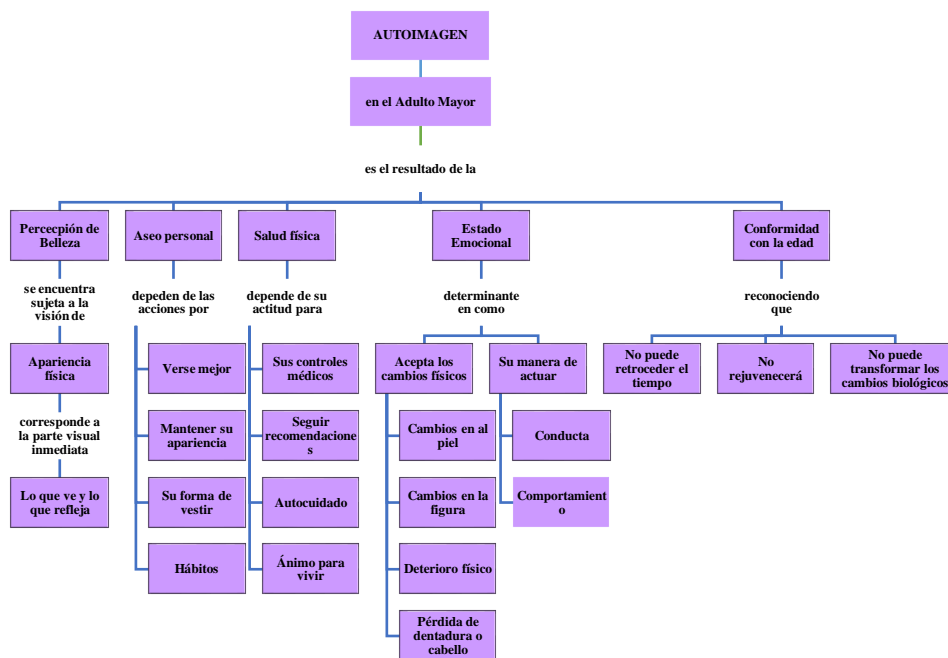 AUTOIMAGEN
en el Adulto Mayor
es el resultado de la
Percecpión de
Belleza
Aseo personal
Salud física
Estado
Emocional
Conformidad
con la edad
se encuentra
sujeta a la
visión de
depeden de las
acciones por
depende de su
actitud para
determinante
en como
reconociendo
que
Apariencia
física
Verse mejor
Sus controles
médicos
Acepta los
cambios físicos
Su manera de
actuar
No puede
retroceder el
tiempo
No
rejuvenecerá
No puede
transformar los
cambios biológicos
corresponde a
la parte visual
inmediata
Mantener su
apariencia
Seguir
recomendacione
s
Cambios en al
piel
Conducta
Lo que ve y lo
que refleja
Su forma de
vestir
Autocuidado
Cambios en la
figura
Comportamient
o
Hábitos
Ánimo para
vivir
Deterioro físico
Pérdida de
dentadura o
cabello